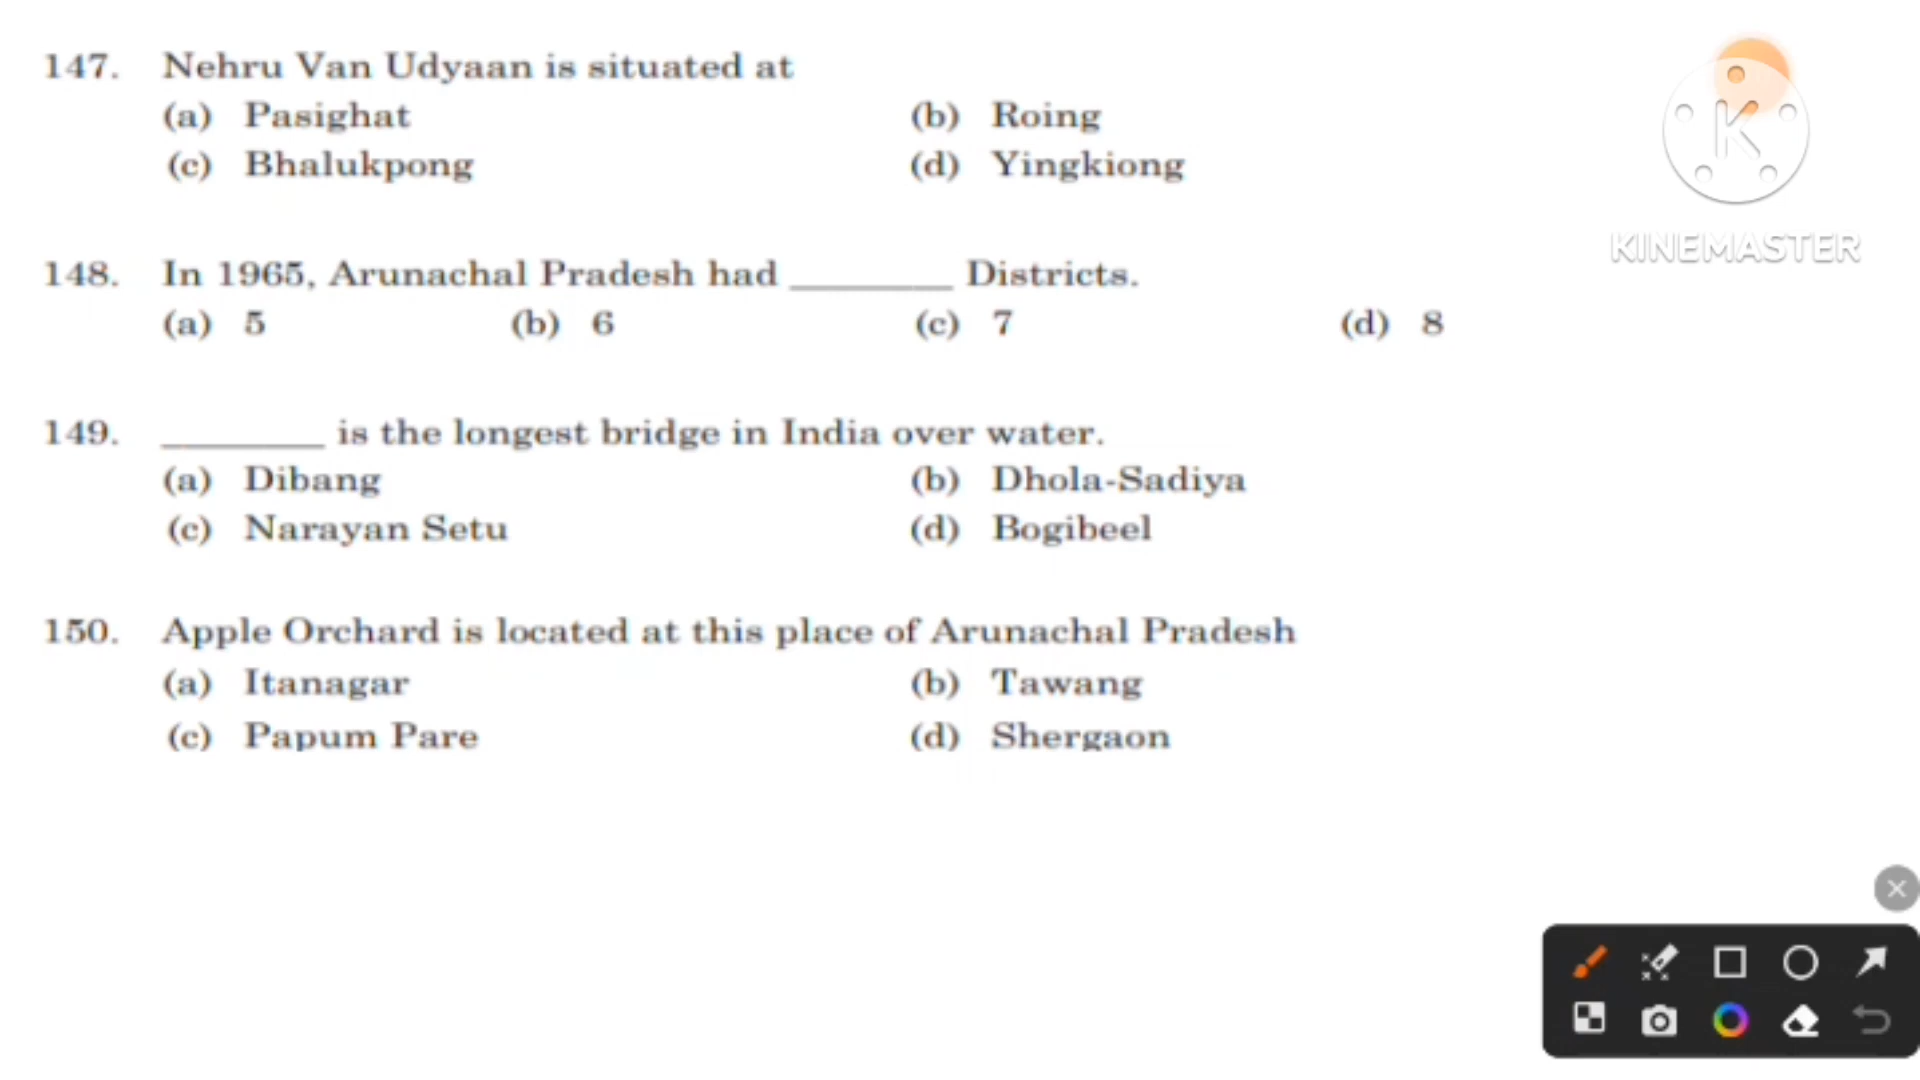 147. Nehru Van Udyaan is situated at
(a) Pasighat (b) Roing
(c) Bhalukpong (d) Yingkiong
148. In 1965, Arunachal Pradesh had ________ Districts.
(a) 5 (b) 6 (c) 7 (d) 8
149. ________ is the longest bridge in India over water.
(a) Dibang (b) Dhola-Sadiya
(c) Narayan Setu (d) Bogibeel
150. Apple Orchard is located at this place of Arunachal Pradesh
(a) Itanagar (b) Tawang
(c) Papum Pare (d) Shergaon
K
KINEMASTER